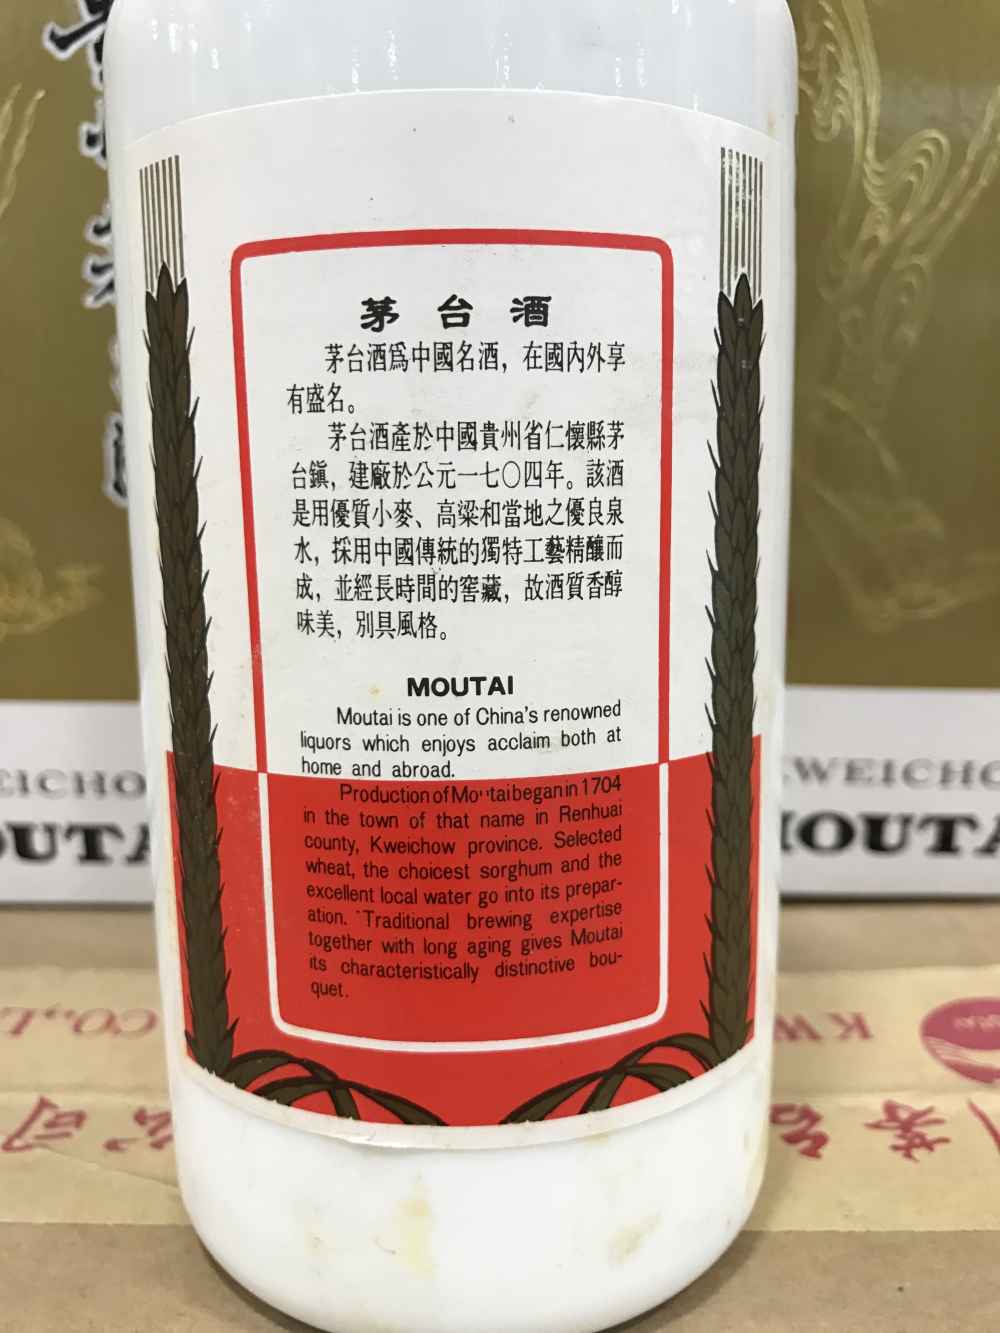 茅台酒
茅台酒爲中國名酒，在國內外享
有盛名。
茅台酒產於中國貴州省仁懷縣茅
台鎭，建廠於公元一七〇四年。該酒
是用優質小麥、高粱和當地之優良泉
水，採用中國傳統的獨特工藝精釀而
成，並經長時間的窖藏，故酒質香醇
味美，別具風格。
MOUTAI
Moutai is one of China's renowned
liquors which enjoys acclaim both at
home and abroad.
Production of Moutai began in 1704
in the town of that name in Renhuai
county, Kweichow province. Selected
wheat, the choicest sorghum and the
excellent local water go into its prepar-
ation. Traditional brewing expertise
together with long aging gives Moutai
its characteristically distinctive bou-
quet.
WEICHO
OUTA
WEICHO
OUTA
CO.,L
KW
公司